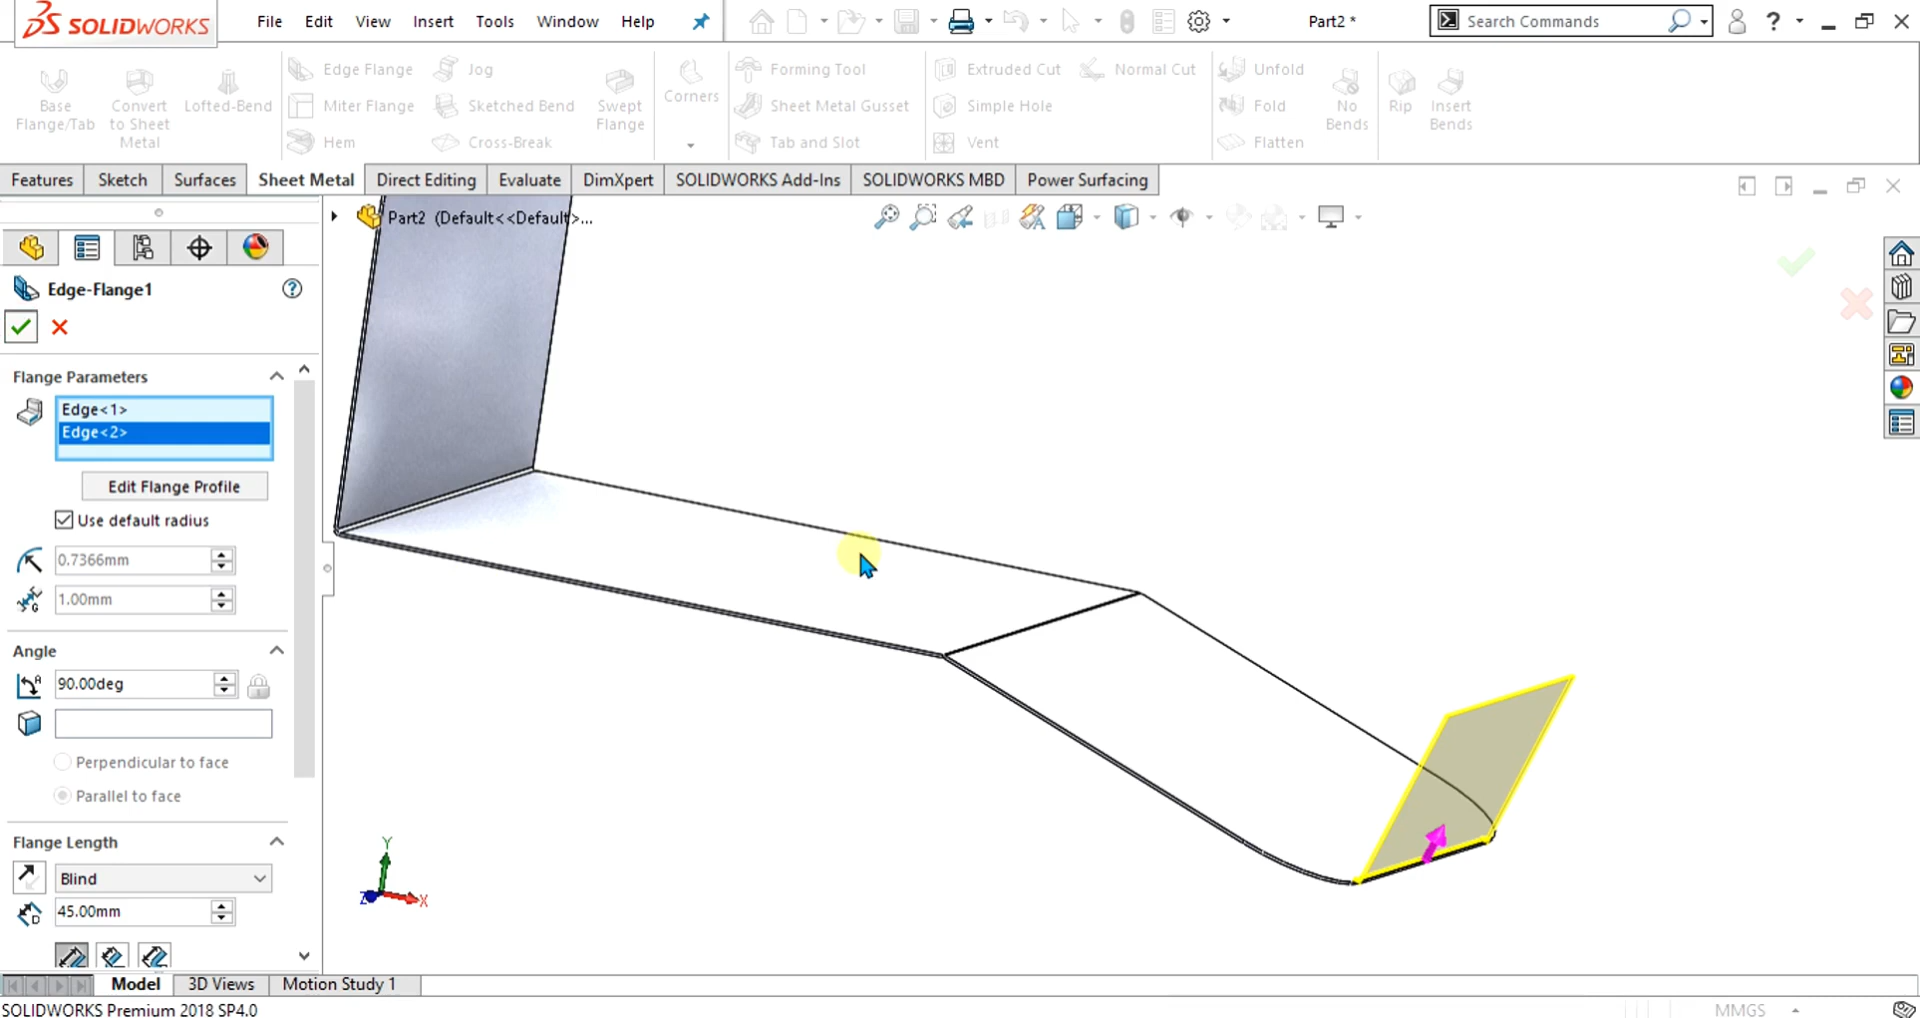 SOLIDWORKS
File Edit View Insert Tools Window Help
Part2 *
Search Commands
?
Base Flange/Tab
Convert to Sheet Metal
Lofted-Bend
Edge Flange
Miter Flange
Hem
Jog
Sketched Bend
Cross-Break
Swept Flange
Corners
Forming Tool
Sheet Metal Gusset
Tab and Slot
Extruded Cut
Simple Hole
Vent
Normal Cut
Unfold
Fold
Flatten
No Bends
Rip
Insert Bends
Features Sketch Surfaces Sheet Metal Direct Editing Evaluate DimXpert SOLIDWORKS Add-Ins SOLIDWORKS MBD Power Surfacing
Part2 (Default<<Default>...
Edge-Flange1
?
Flange Parameters
Edge<1>
Edge<2>
Edit Flange Profile
Use default radius
0.7366mm
G
1.00mm
Angle
A
90.00deg
Perpendicular to face
Parallel to face
Flange Length
Blind
D
45.00mm
Y
Z
X
Model 3D Views Motion Study 1
SOLIDWORKS Premium 2018 SP4.0
MMGS